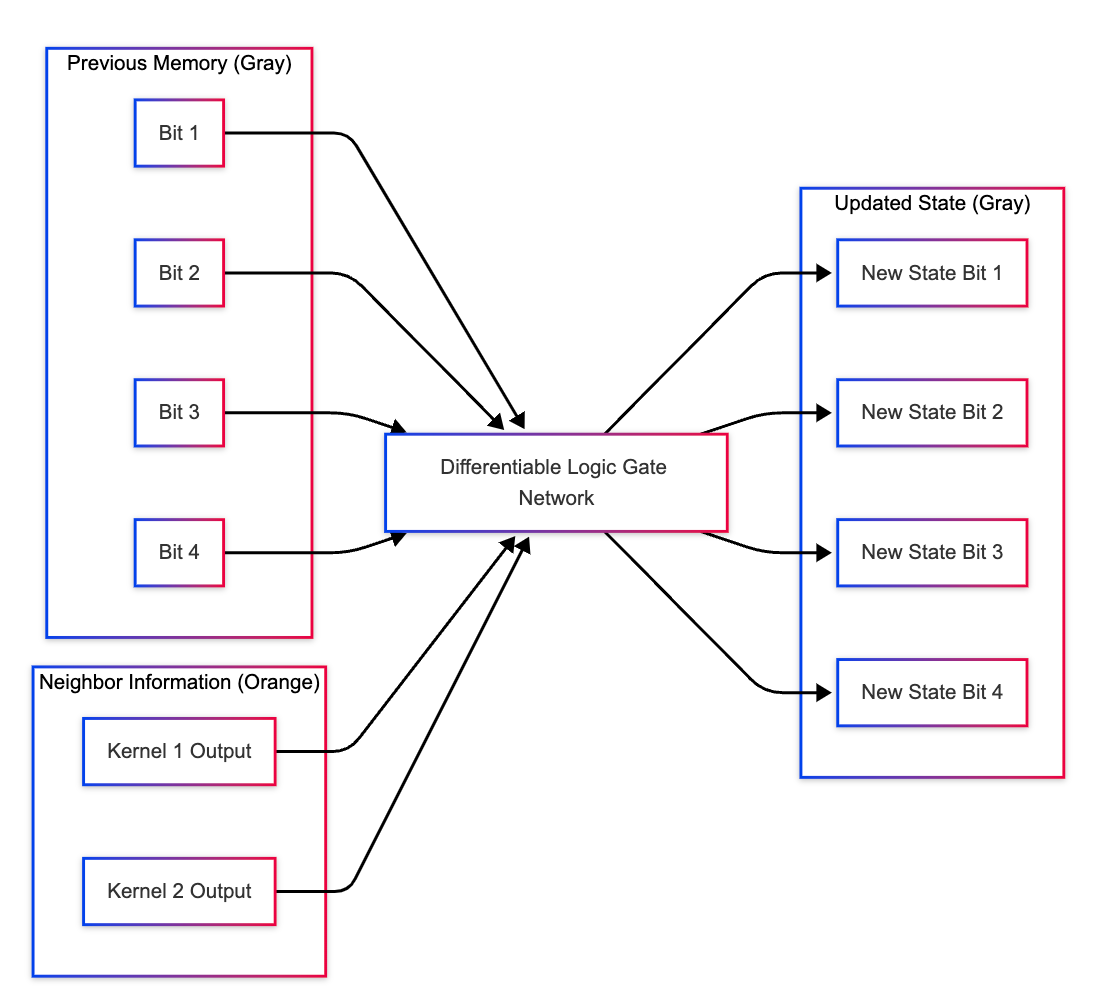 Previous Memory (Gray)
Bit 1
Bit 2
Bit 3
Bit 4
Neighbor Information (Orange)
Kernel 1 Output
Kernel 2 Output
Differentiable Logic Gate
Network
Updated State (Gray)
New State Bit 1
New State Bit 2
New State Bit 3
New State Bit 4